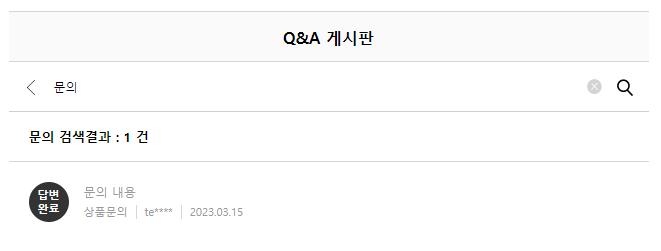 Q&A 게시판
문의
문의 검색결과 : 1 건
답변
완료
문의 내용
상품문의 te**** 2023.03.15